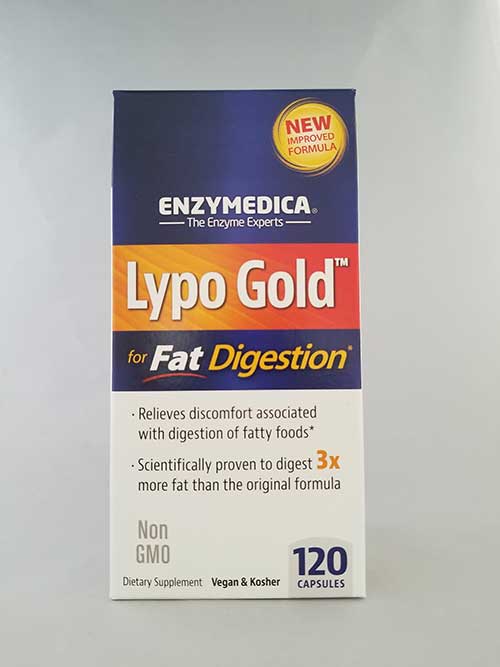 NEW
IMPROVED
FORMULA
ENZYMEDICA®
The Enzyme Experts
Lypo Gold™
for Fat Digestion*
· Relieves discomfort associated
with digestion of fatty foods*
· Scientifically proven to digest 3x
more fat than the original formula
Non
GMO
120
CAPSULES
Dietary Supplement Vegan & Kosher